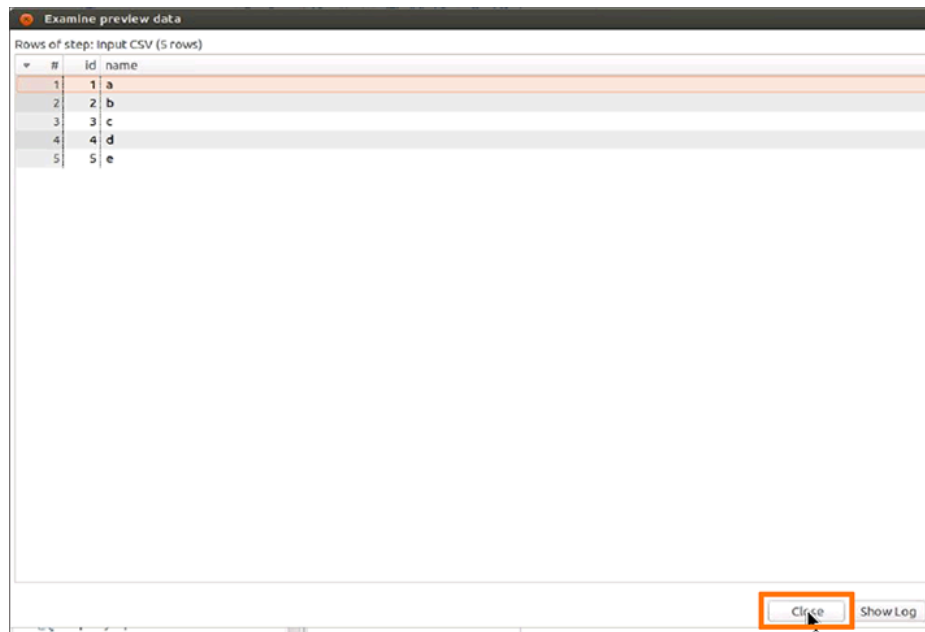 Examine preview data
Rows of step: Input CSV (5 rows)
# id name
1 1 a
2 2 b
3 3 c
4 4 d
5 5 e
Close Show Log